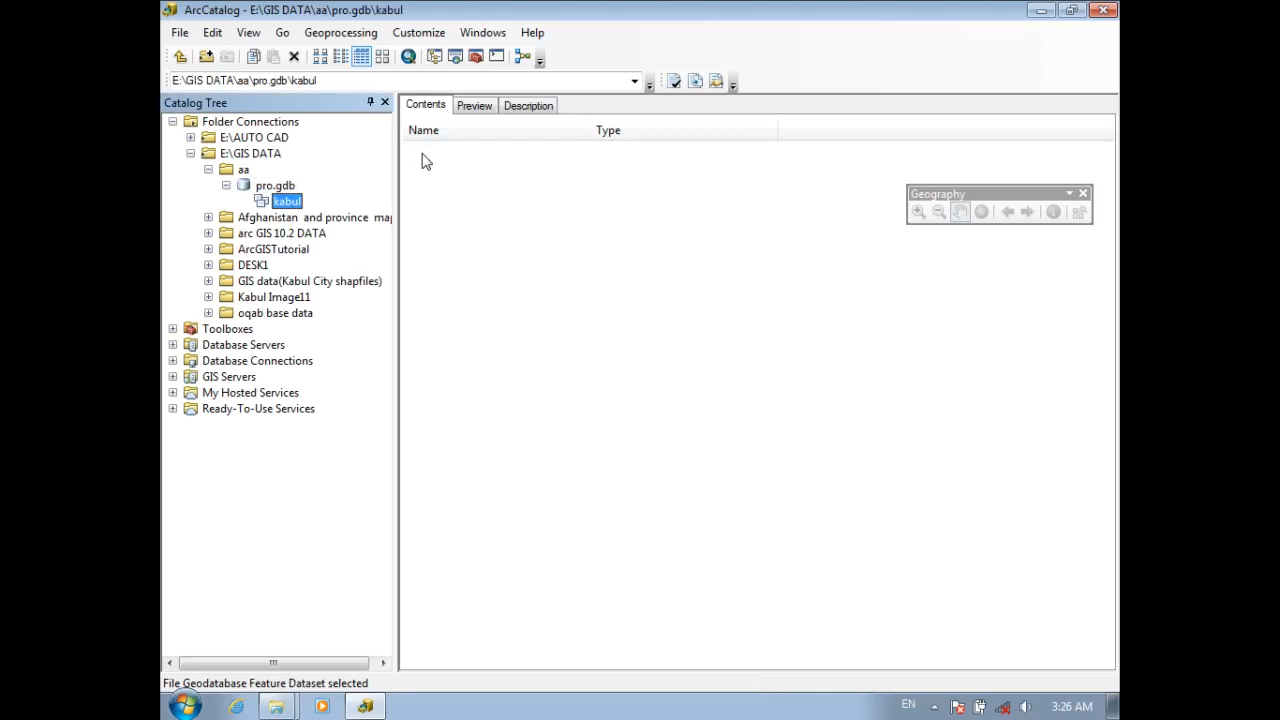 ArcCatalog - E:\GIS DATA\aa\pro.gdb\kabul
File Edit View Go Geoprocessing Customize Windows Help
E:\GIS DATA\aa\pro.gdb\kabul
Catalog Tree
Contents Preview Description
Name Type
Folder Connections
E:\AUTO CAD
E:\GIS DATA
aa
pro.gdb
kabul
Afghanistan and province map
arc GIS 10.2 DATA
ArcGISTutorial
DESK1
GIS data(Kabul City shapfiles)
Kabul Image11
oqab base data
Toolboxes
Database Servers
Database Connections
GIS Servers
My Hosted Services
Ready-To-Use Services
Geography
File Geodatabase Feature Dataset selected
EN 3:26 AM